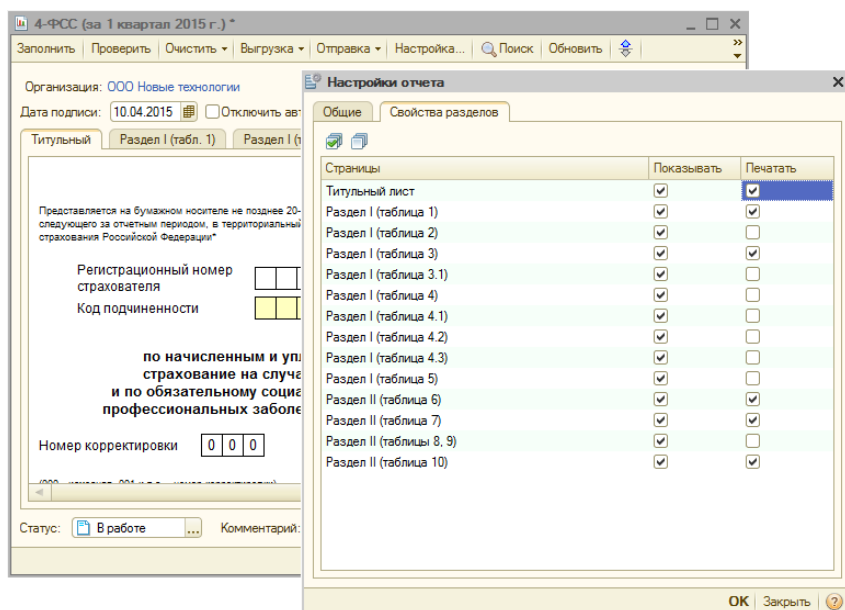 4-ФСС (за 1 квартал 2015 г.) *
Заполнить Проверить Очистить Выгрузка Отправка Настройка... Поиск Обновить
Организация: ООО Новые технологии
Дата подписи: 10.04.2015 Отключить авт
Титульный Раздел I (табл. 1) Раздел I (т
Представляется на бумажном носителе не позднее 20-
следующего за отчетным периодом, в территориальный
страхования Российской Федерации*
Регистрационный номер
страхователя
Код подчиненности
по начисленным и упл
страхование на случа
и по обязательному социа
профессиональных заболе
Номер корректировки 0 0 0
Статус: В работе ... Комментарий:
Настройки отчета
Общие Свойства разделов
Страницы Показывать Печатать
Титульный лист
Раздел I (таблица 1)
Раздел I (таблица 2)
Раздел I (таблица 3)
Раздел I (таблица 3.1)
Раздел I (таблица 4)
Раздел I (таблица 4.1)
Раздел I (таблица 4.2)
Раздел I (таблица 4.3)
Раздел I (таблица 5)
Раздел II (таблица 6)
Раздел II (таблица 7)
Раздел II (таблицы 8, 9)
Раздел II (таблица 10)
OK Закрыть ?